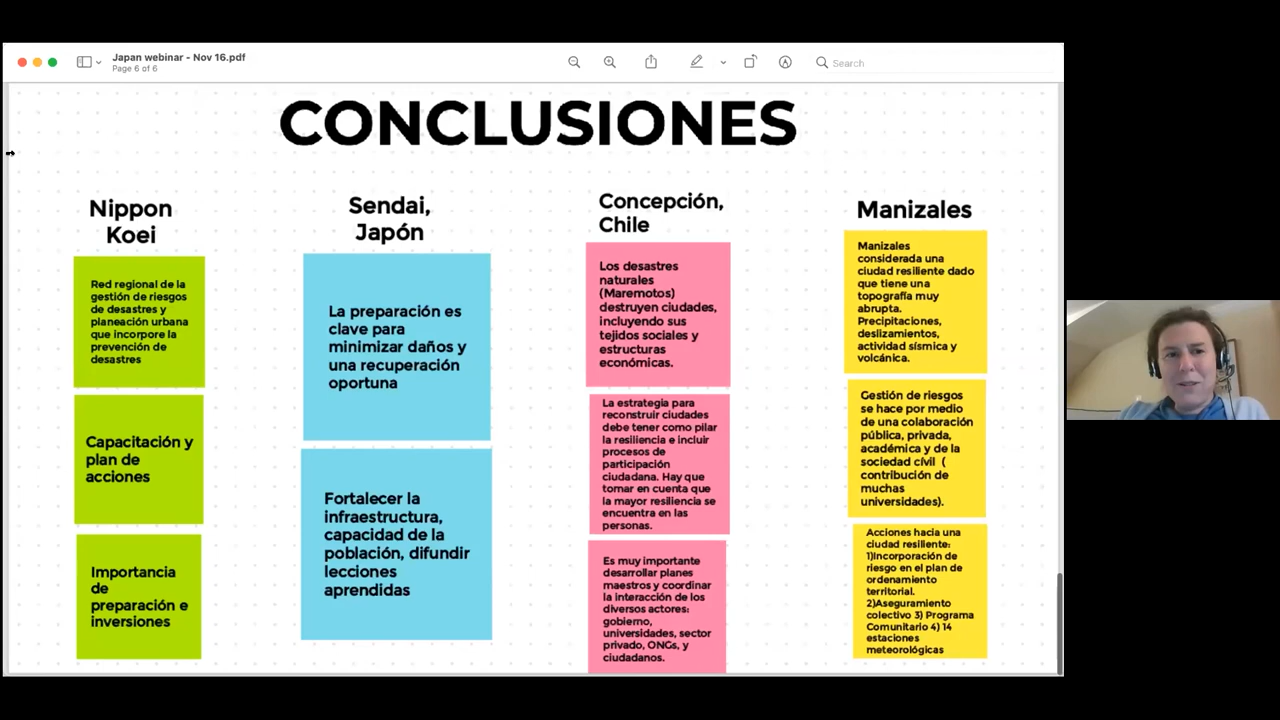 Japan webinar - Nov 16.pdf
Page 6 of 6
Search
CONCLUSIONES
Nippon
Koei
Red regional de la
gestión de riesgos
de desastres y
planeación urbana
que incorpore la
prevención de
desastres
Capacitación y
plan de
acciones
Importancia
de
preparación e
inversiones
Sendai,
Japón
La preparación es
clave para
minimizar daños y
una recuperación
oportuna
Fortalecer la
infraestructura,
capacidad de la
población, difundir
lecciones
aprendidas
Concepción,
Chile
Los desastres
naturales
(Maremotos)
destruyen ciudades,
incluyendo sus
tejidos sociales y
estructuras
económicas.
La estrategia para
reconstruir ciudades
debe tener como pilar
la resiliencia e incluir
procesos de
participación
ciudadana. Hay que
tomar en cuenta que
la mayor resiliencia se
encuentra en las
personas.
Es muy importante
desarrollar planes
maestros y coordinar
la interacción de los
diversos actores:
gobierno,
universidades, sector
privado, ONGs, y
ciudadanos.
Manizales
Manizales
considerada una
ciudad resiliente dado
que tiene una
topografía muy
abrupta.
Precipitaciones,
deslizamientos,
actividad sísmica y
volcánica.
Gestión de riesgos
se hace por medio
de una colaboración
pública, privada,
académica y de la
sociedad cívil (
contribución de
muchas
universidades).
Acciones hacia una
ciudad resiliente:
1)Incorporación de
riesgo en el plan de
ordenamiento
territorial.
2)Aseguramiento
colectivo 3) Programa
Comunitario 4) 14
estaciones
meteorológicas